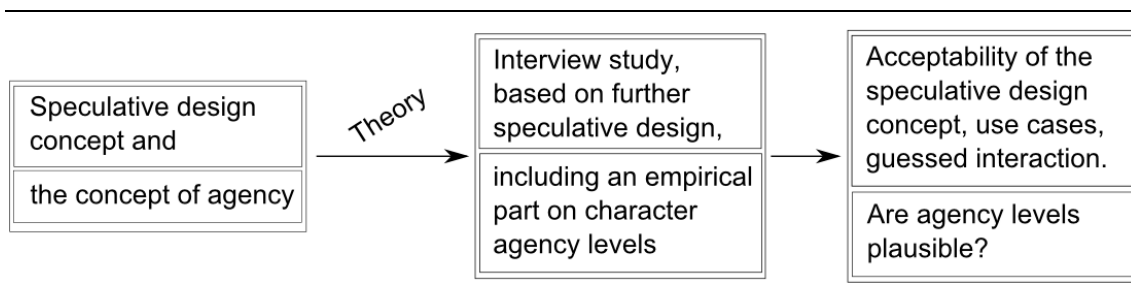 Speculative design
concept and
the concept of agency
Theory
Interview study,
based on further
speculative design,
including an empirical
part on character
agency levels
Acceptability of the
speculative design
concept, use cases,
guessed interaction.
Are agency levels
plausible?